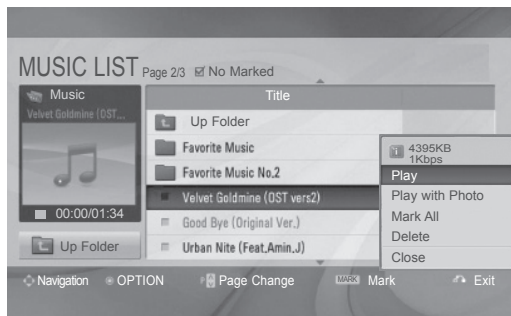 MUSIC LIST Page 2/3 No Marked
Music
Velvet Goldmine (OST...
00:00/01:34
Up Folder
Title
Up Folder
Favorite Music
Favorite Music No.2
Velvet Goldmine (OST vers2)
Good Bye (Original Ver.)
Urban Nite (Feat.Amin.J)
4395KB
1Kbps
Play
Play with Photo
Mark All
Delete
Close
Navigation OPTION Page Change MARK Mark Exit